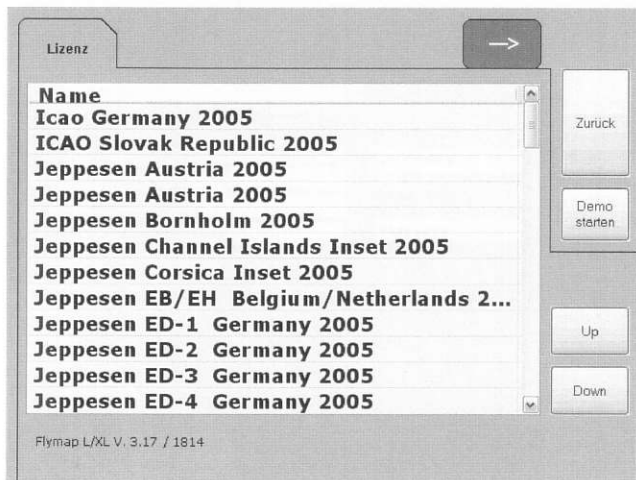 Lizenz
-->
Name
Icao Germany 2005
ICAO Slovak Republic 2005
Jeppesen Austria 2005
Jeppesen Austria 2005
Jeppesen Bornholm 2005
Jeppesen Channel Islands Inset 2005
Jeppesen Corsica Inset 2005
Jeppesen EB/EH Belgium/Netherlands 2...
Jeppesen ED-1 Germany 2005
Jeppesen ED-2 Germany 2005
Jeppesen ED-3 Germany 2005
Jeppesen ED-4 Germany 2005
Zurück
Demo
starten
Up
Down
Flymap L/XL V. 3.17 / 1814